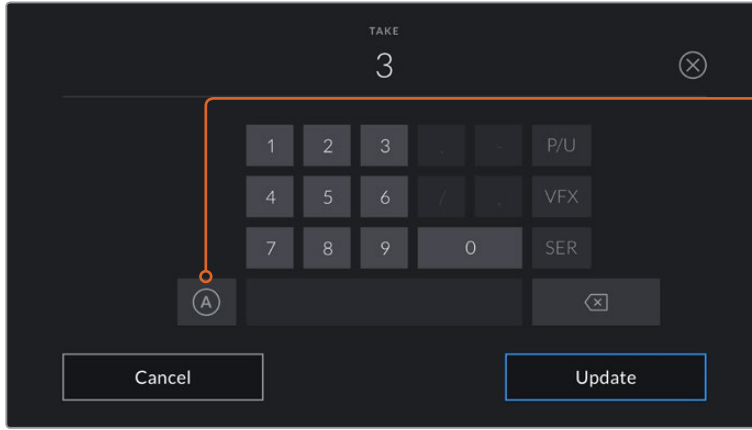 TAKE
3
1 2 3 . - P/U
4 5 6 / , VFX
7 8 9 0 SER
A
Cancel Update